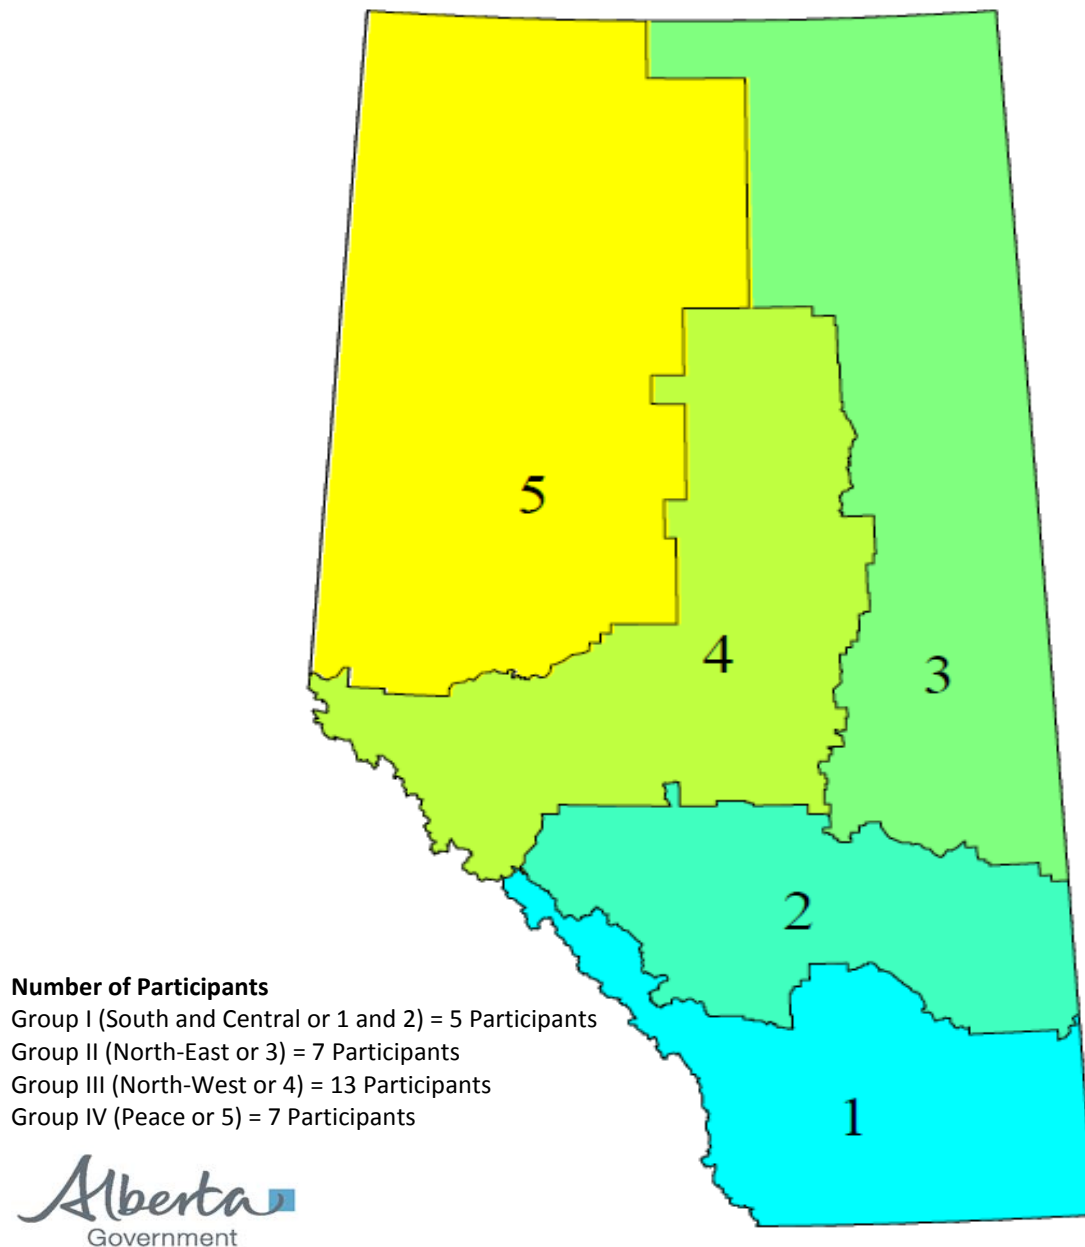 5
4
3
2
1
Number of Participants
Group I (South and Central or 1 and 2) = 5 Participants
Group II (North-East or 3) = 7 Participants
Group III (North-West or 4) = 13 Participants
Group IV (Peace or 5) = 7 Participants
Alberta
Government